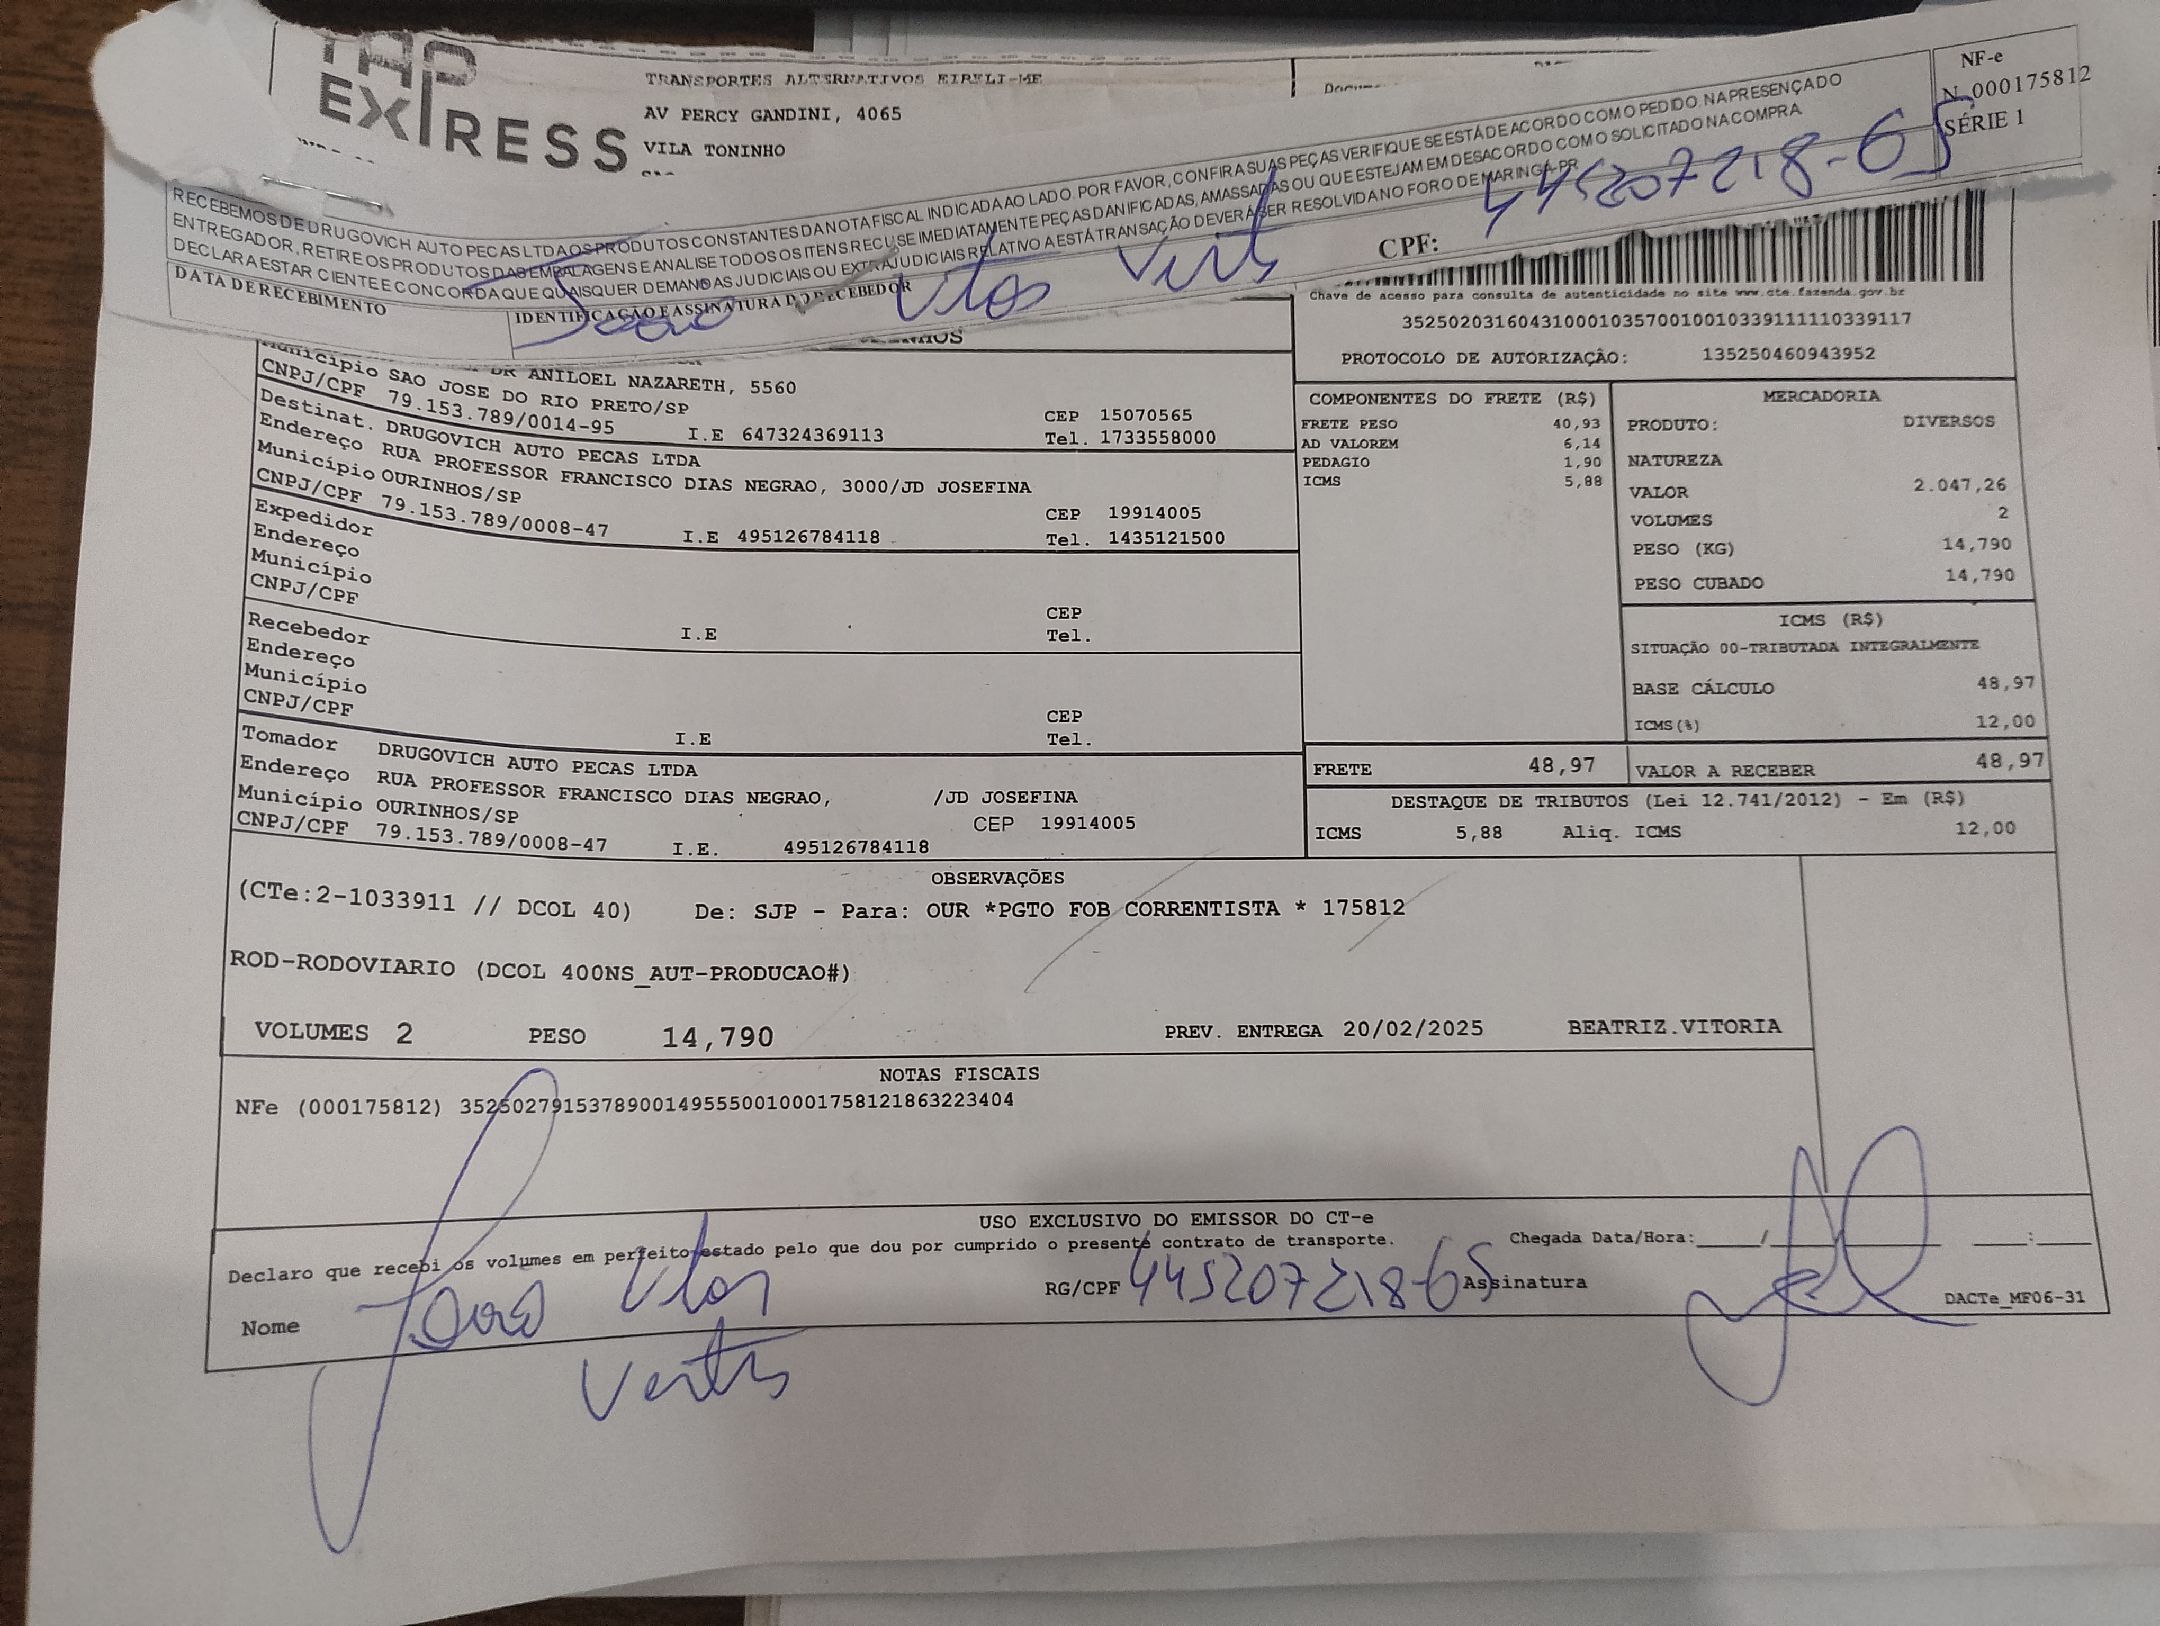 TAP
EXPRESS
TRANSPORTES ALTERNATIVOS EIRELI-ME
AV PERCY GANDINI, 4065
VILA TONINHO
NF-e
N. 000175812
SÉRIE 1
RECEBEMOS DE DRUGOVICH AUTO PECAS LTDA OS PRODUTOS CONSTANTES DA NOTA FISCAL INDICADA AO LADO. POR FAVOR, CONFIRA SUAS PEÇAS VERIFIQUE SE ESTÁ DE ACORDO COM O PEDIDO. NA PRESENÇA DO
ENTREGADOR, RETIRE OS PRODUTOS DAS EMBALAGENS E ANALISE TODOS OS ITENS RECUSE IMEDIATAMENTE PEÇAS DANIFICADAS, AMASSADAS OU QUE ESTEJAM EM DESACORDO COM O SOLICITADO NA COMPRA.
DECLARA ESTAR CIENTE E CONCORDA QUE QUAISQUER DEMANDAS JUDICIAIS OU EXTRAJUDICIAIS RELATIVO A ESTÁ TRANSAÇÃO DEVERÁ SER RESOLVIDA NO FORO DE MARINGÁ-PR
DATA DE RECEBIMENTO
IDENTIFICAÇÃO E ASSINATURA DO RECEBEDOR
CPF: 445207218-65
Chave de acesso para consulta de autenticidade no site www.cte.fazenda.gov.br
35250203160431000103570010010339111110339117
PROTOCOLO DE AUTORIZAÇÃO: 135250460943952
DR ANILOEL NAZARETH, 5560
Município SAO JOSE DO RIO PRETO/SP CEP 15070565
CNPJ/CPF 79.153.789/0014-95 I.E 647324369113 Tel. 1733558000
Destinat. DRUGOVICH AUTO PECAS LTDA
Endereço RUA PROFESSOR FRANCISCO DIAS NEGRAO, 3000/JD JOSEFINA
Município OURINHOS/SP CEP 19914005
CNPJ/CPF 79.153.789/0008-47 I.E 495126784118 Tel. 1435121500
Expedidor
Endereço
Município CEP
CNPJ/CPF I.E Tel.
Recebedor
Endereço
Município CEP
CNPJ/CPF I.E Tel.
Tomador DRUGOVICH AUTO PECAS LTDA
Endereço RUA PROFESSOR FRANCISCO DIAS NEGRAO, /JD JOSEFINA
Município OURINHOS/SP CEP 19914005
CNPJ/CPF 79.153.789/0008-47 I.E. 495126784118
COMPONENTES DO FRETE (R$)
FRETE PESO 40,93
AD VALOREM 6,14
PEDAGIO 1,90
ICMS 5,88
MERCADORIA
PRODUTO: DIVERSOS
NATUREZA
VALOR 2.047,26
VOLUMES 2
PESO (KG) 14,790
PESO CUBADO 14,790
ICMS (R$)
SITUAÇÃO 00-TRIBUTADA INTEGRALMENTE
BASE CÁLCULO 48,97
ICMS(%) 12,00
FRETE 48,97 VALOR A RECEBER 48,97
DESTAQUE DE TRIBUTOS (Lei 12.741/2012) - Em (R$)
ICMS 5,88 Aliq. ICMS 12,00
OBSERVAÇÕES
(CTe:2-1033911 // DCOL 40) De: SJP - Para: OUR *PGTO FOB CORRENTISTA * 175812
ROD-RODOVIARIO (DCOL 400NS_AUT-PRODUCAO#)
VOLUMES 2 PESO 14,790 PREV. ENTREGA 20/02/2025 BEATRIZ.VITORIA
NOTAS FISCAIS
NFe (000175812) 35250279153789001495550010001758121863223404
USO EXCLUSIVO DO EMISSOR DO CT-e
Declaro que recebi os volumes em perfeito estado pelo que dou por cumprido o presente contrato de transporte. Chegada Data/Hora:____/ ____:____
Nome RG/CPF 445207218-65 Assinatura
DACTe_MF06-31